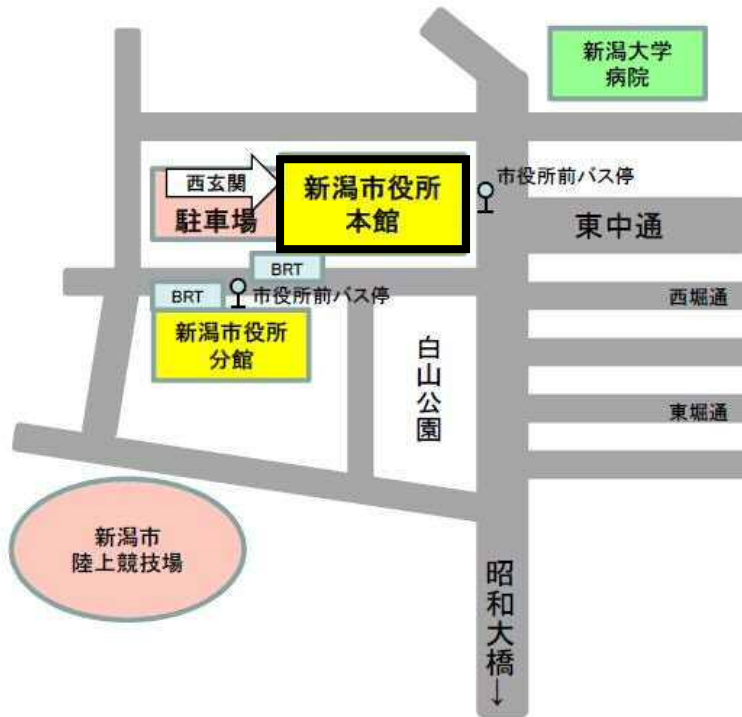 新潟大学
病院
西玄関
駐車場
新潟市役所
本館
市役所前バス停
東中通
BRT
BRT
市役所前バス停
西堀通
新潟市役所
分館
白山公園
東堀通
新潟市
陸上競技場
昭和大橋↓